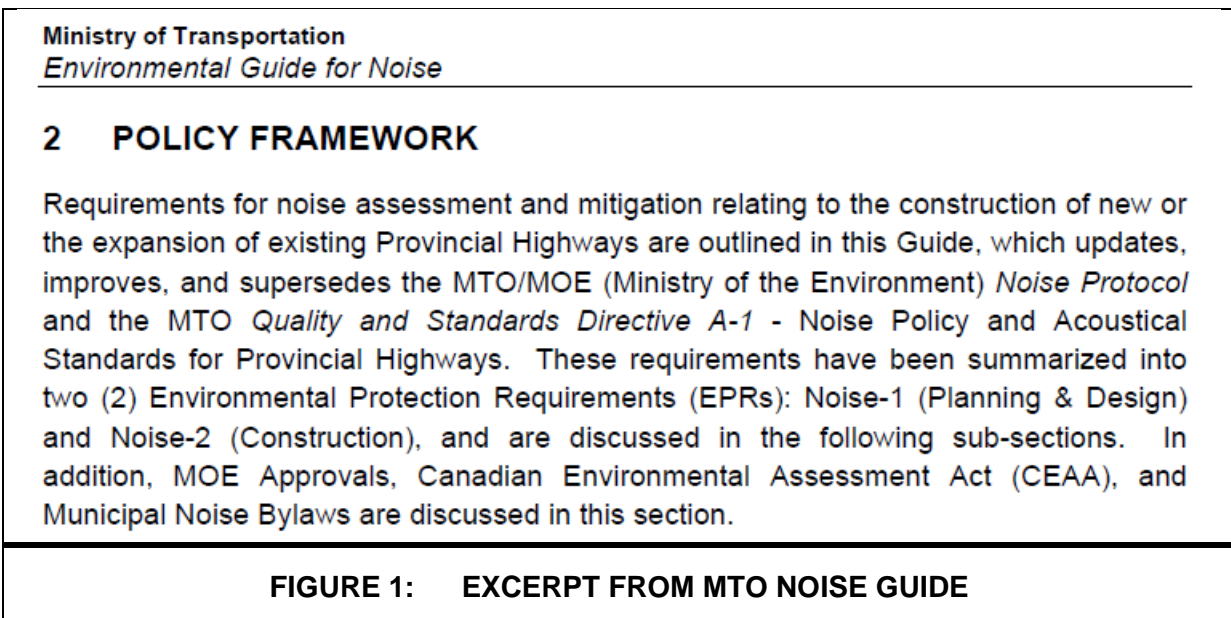 Ministry of Transportation
Environmental Guide for Noise
2 POLICY FRAMEWORK
Requirements for noise assessment and mitigation relating to the construction of new or
the expansion of existing Provincial Highways are outlined in this Guide, which updates,
improves, and supersedes the MTO/MOE (Ministry of the Environment) Noise Protocol
and the MTO Quality and Standards Directive A-1 - Noise Policy and Acoustical
Standards for Provincial Highways. These requirements have been summarized into
two (2) Environmental Protection Requirements (EPRs): Noise-1 (Planning & Design)
and Noise-2 (Construction), and are discussed in the following sub-sections. In
addition, MOE Approvals, Canadian Environmental Assessment Act (CEAA), and
Municipal Noise Bylaws are discussed in this section.
FIGURE 1: EXCERPT FROM MTO NOISE GUIDE